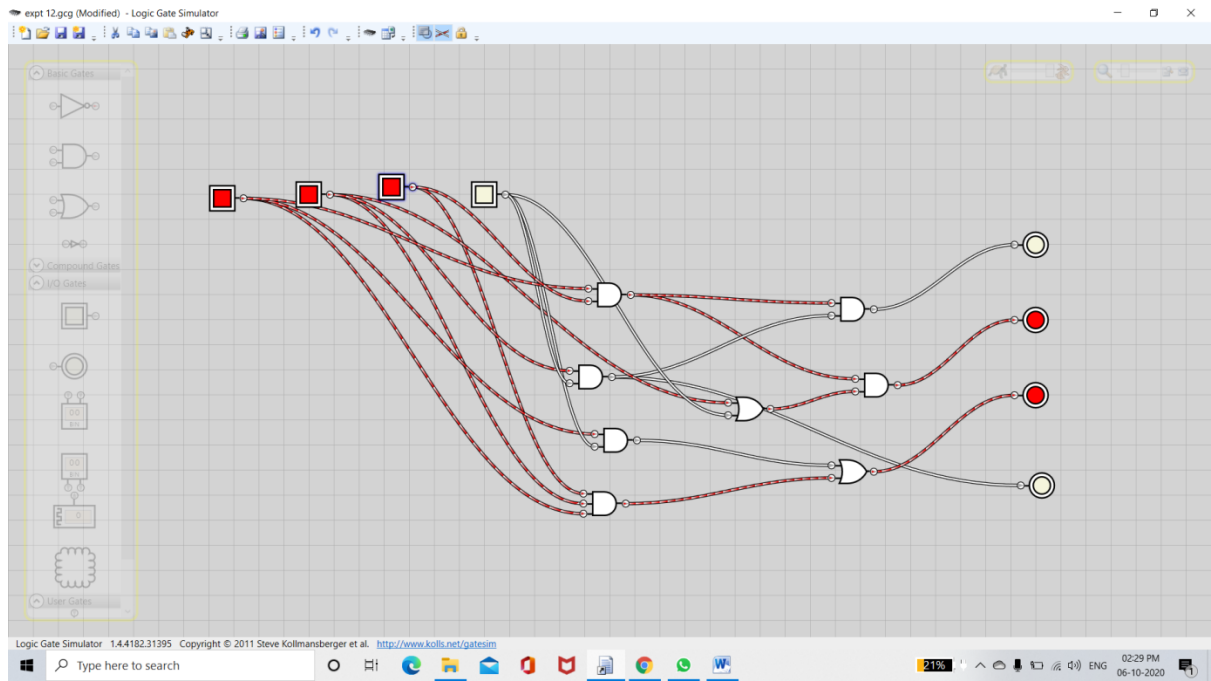 expt 12.gcg (Modified) - Logic Gate Simulator
Basic Gates
Compound Gates
I/O Gates
User Gates
Logic Gate Simulator 1.4.4182.31395 Copyright © 2011 Steve Kollmansberger et al. http://www.kolls.net/gatesim
Type here to search
21%
ENG
02:29 PM
06-10-2020
1